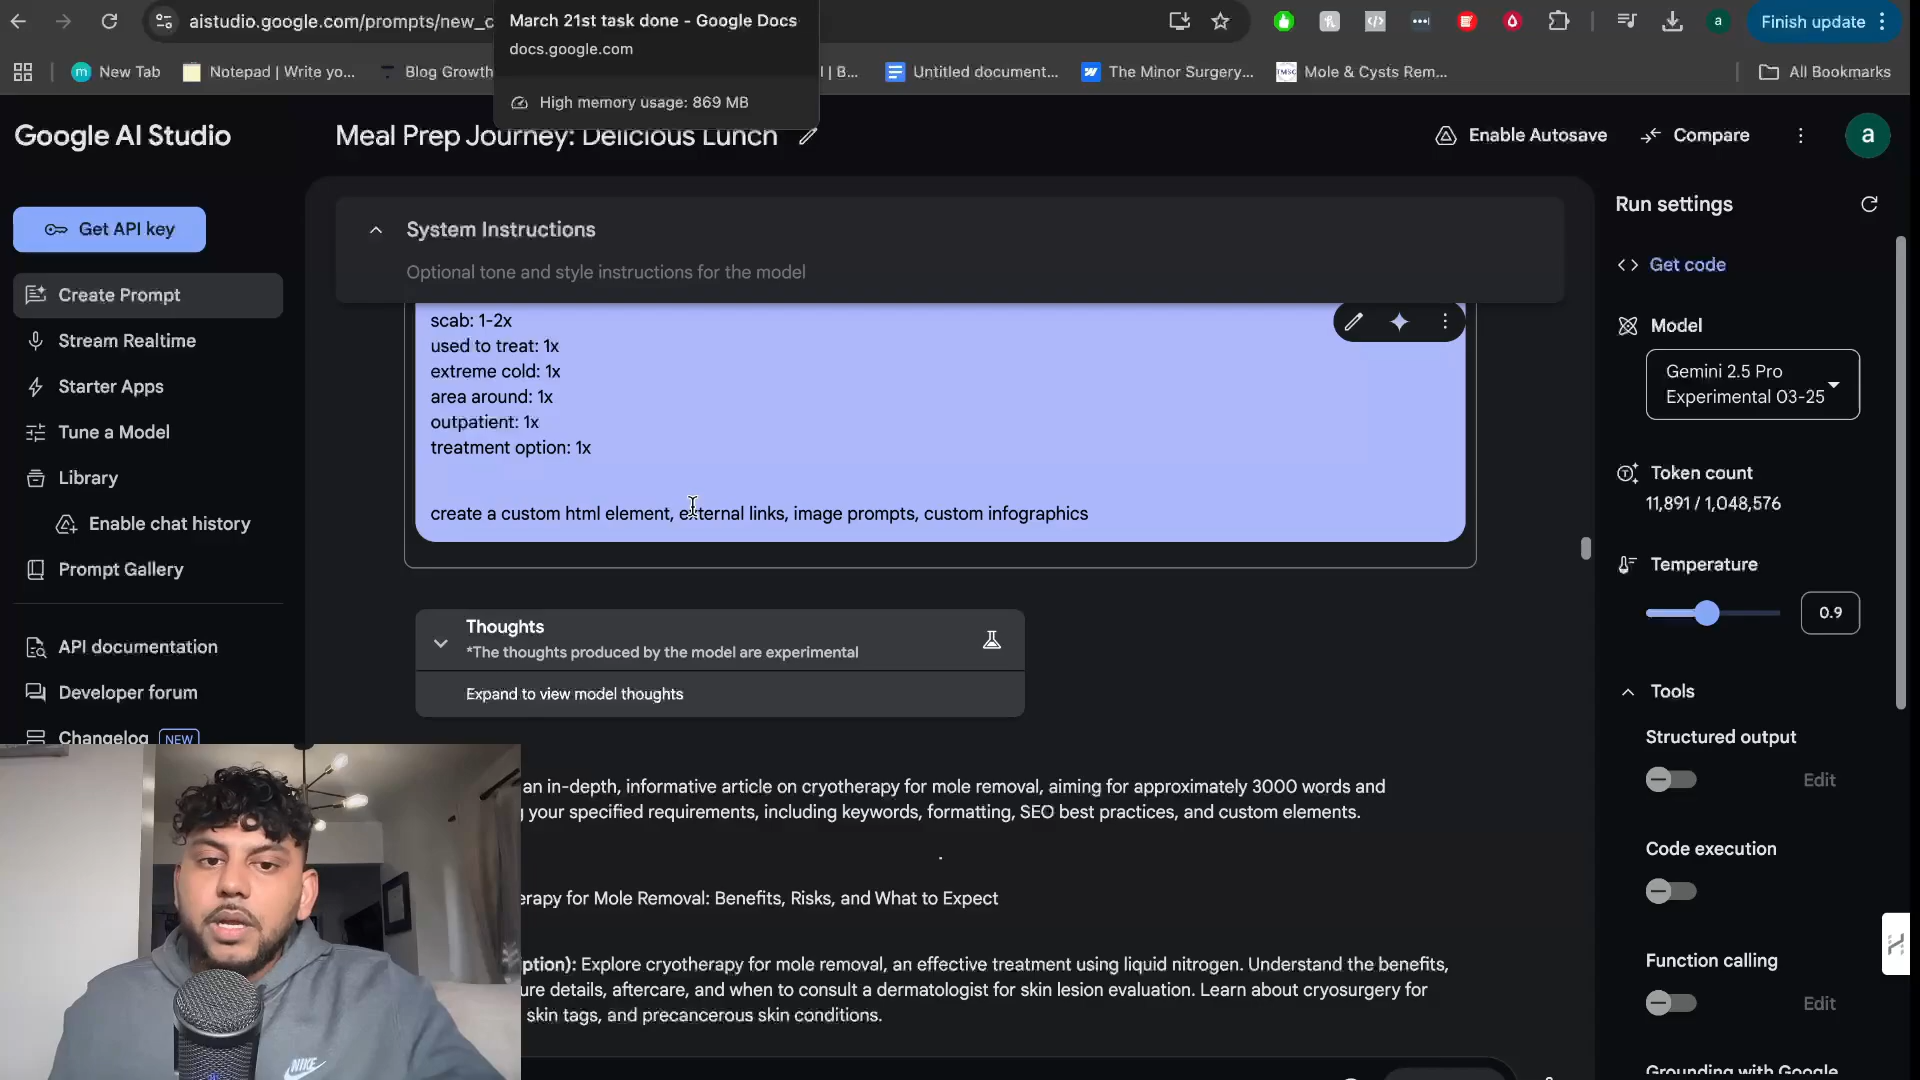 aistudio.google.com/prompts/new_c
March 21st task done - Google Docs
docs.google.com
High memory usage: 869 MB
a
Finish update
New Tab
Notepad | Write yo...
Blog Growth
l | B...
Untitled document...
The Minor Surgery...
TMSC
Mole & Cysts Rem...
All Bookmarks
Google AI Studio
Meal Prep Journey: Delicious Lunch
Enable Autosave
Compare
a
Get API key
Create Prompt
Stream Realtime
Starter Apps
Tune a Model
Library
Enable chat history
Prompt Gallery
API documentation
Developer forum
Changelog NEW
System Instructions
Optional tone and style instructions for the model
scab: 1-2x
used to treat: 1x
extreme cold: 1x
area around: 1x
outpatient: 1x
treatment option: 1x
create a custom html element, external links, image prompts, custom infographics
Thoughts
*The thoughts produced by the model are experimental
Expand to view model thoughts
an in-depth, informative article on cryotherapy for mole removal, aiming for approximately 3000 words and
g your specified requirements, including keywords, formatting, SEO best practices, and custom elements.
erapy for Mole Removal: Benefits, Risks, and What to Expect
ption): Explore cryotherapy for mole removal, an effective treatment using liquid nitrogen. Understand the benefits,
ure details, aftercare, and when to consult a dermatologist for skin lesion evaluation. Learn about cryosurgery for
skin tags, and precancerous skin conditions.
Run settings
Get code
Model
Gemini 2.5 Pro
Experimental 03-25
Token count
11,891 / 1,048,576
Temperature
0.9
Tools
Structured output
Edit
Code execution
Function calling
Edit
Grounding with Google
NIKE